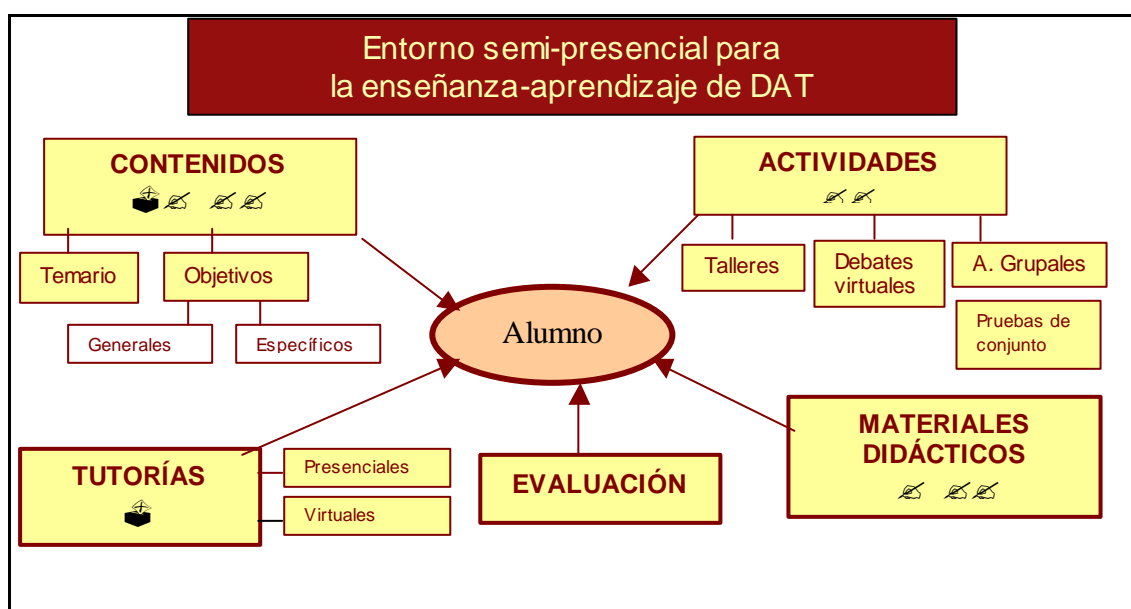 Entorno semi-presencial para
la enseñanza-aprendizaje de DAT
CONTENIDOS
ACTIVIDADES
Temario
Objetivos
Talleres
Debates
virtuales
A. Grupales
Generales
Específicos
Pruebas de
conjunto
Alumno
TUTORÍAS
Presenciales
Virtuales
EVALUACIÓN
MATERIALES
DIDÁCTICOS